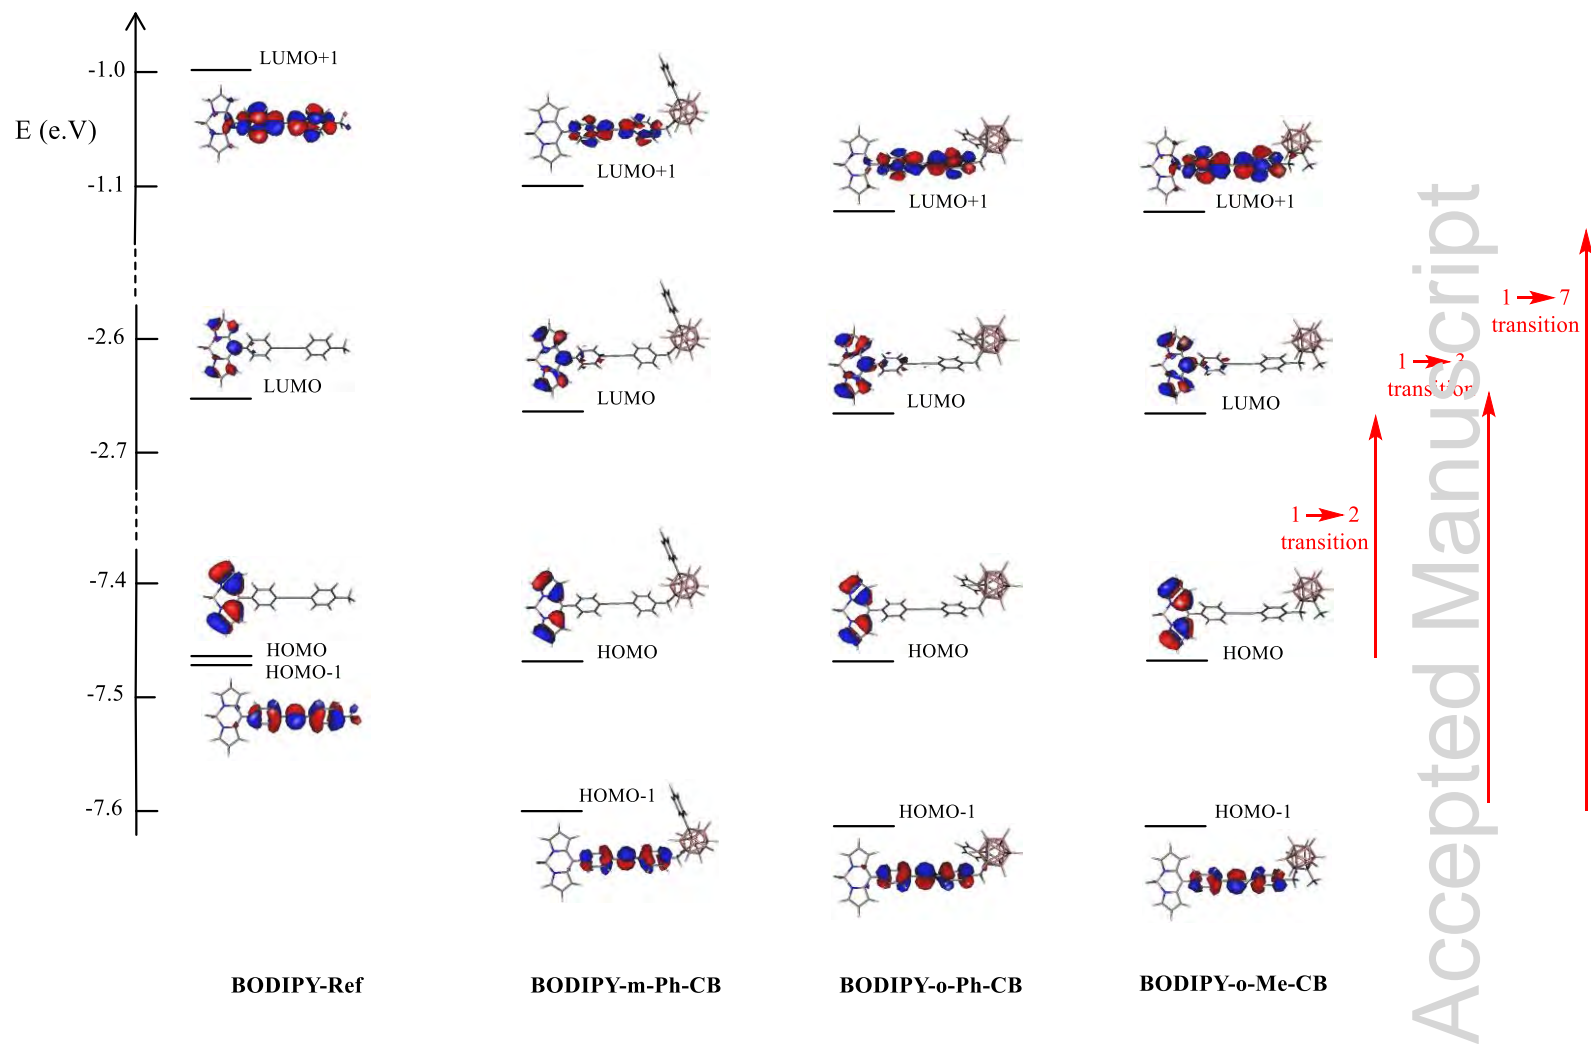 LUMO+1
-1.0
E (e.V)
LUMO+1
-1.1
LUMO+1
LUMO+1
1 → 7
transition
-2.6
1 →
transition
LUMO
LUMO
LUMO
LUMO
-2.7
1 → 2
transition
-7.4
HOMO
HOMO
HOMO
HOMO
HOMO-1
-7.5
-7.6
HOMO-1
HOMO-1
HOMO-1
BODIPY-Ref
BODIPY-m-Ph-CB
BODIPY-o-Ph-CB
BODIPY-o-Me-CB
Accepted Manuscript